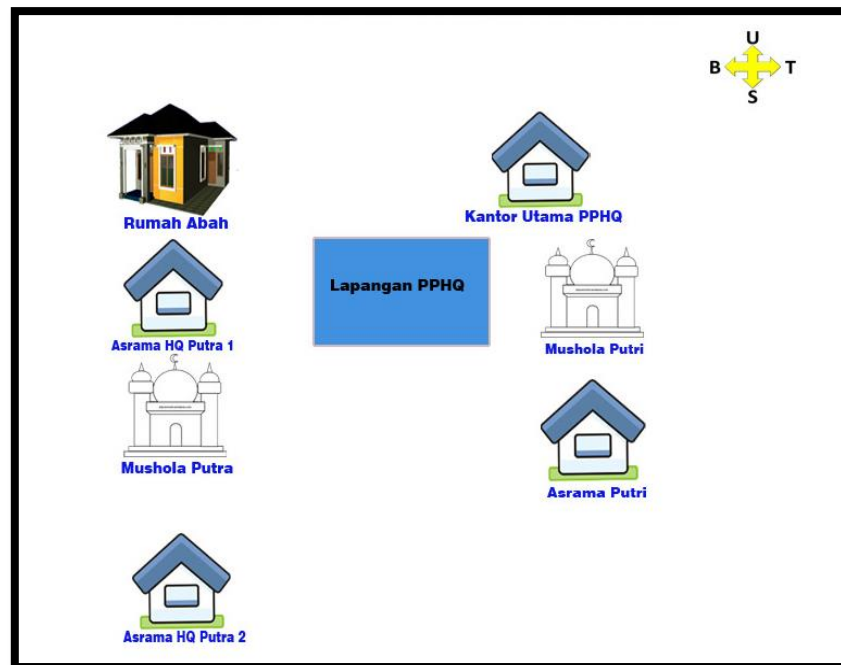 U
B T
S
Rumah Abah
Kantor Utama PPHQ
Lapangan PPHQ
Asrama HQ Putra 1
Mushola Putri
Mushola Putra
Asrama Putri
Asrama HQ Putra 2